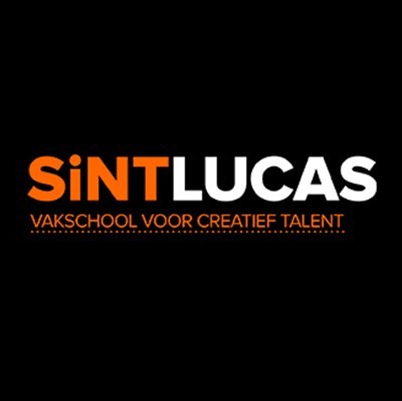 SiNTLUCAS
VAKSCHOOL VOOR CREATIEF TALENT